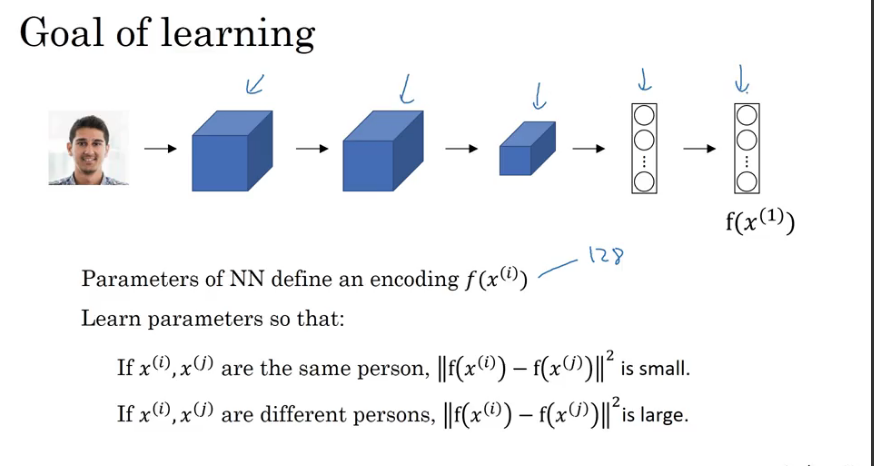 Goal of learning
f(x⁽¹⁾)
128
Parameters of NN define an encoding f(x⁽ⁱ⁾)
Learn parameters so that:
If x⁽ⁱ⁾, x⁽ʲ⁾ are the same person, ‖f(x⁽ⁱ⁾) – f(x⁽ʲ⁾)‖² is small.
If x⁽ⁱ⁾, x⁽ʲ⁾ are different persons, ‖f(x⁽ⁱ⁾) – f(x⁽ʲ⁾)‖² is large.